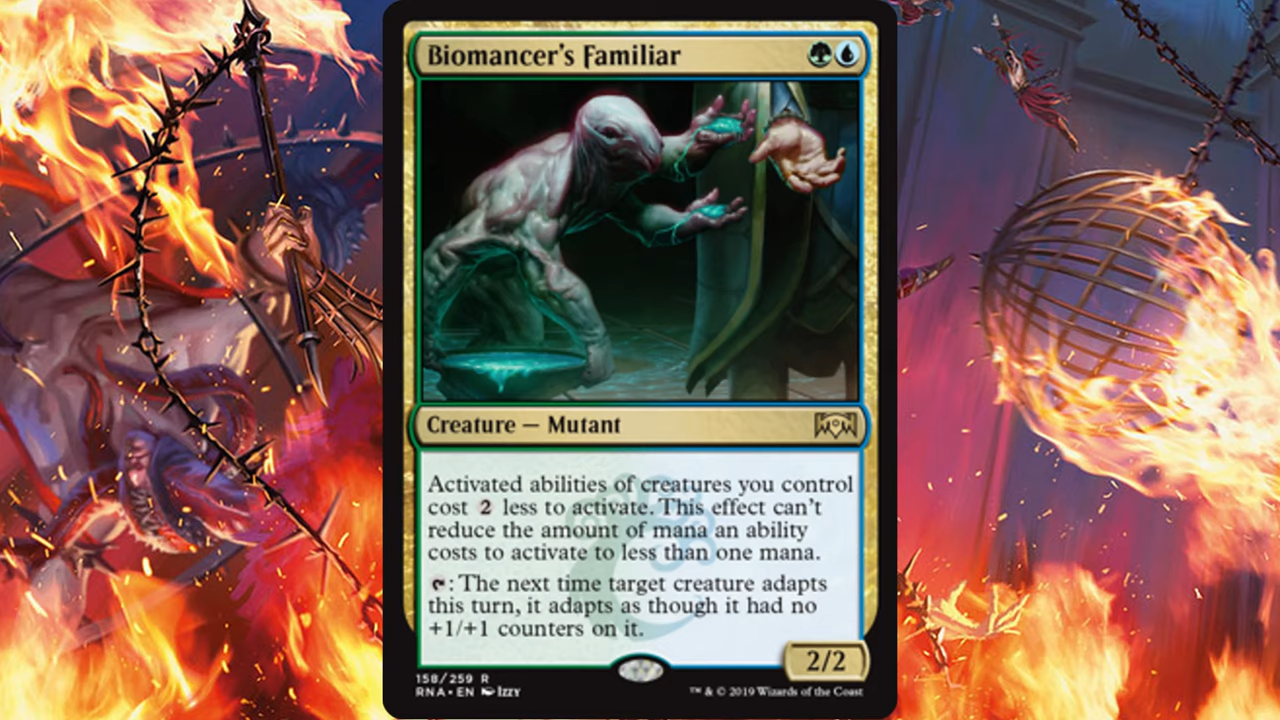 Biomancer's Familiar
Creature — Mutant
Activated abilities of creatures you control
cost 2 less to activate. This effect can't
reduce the amount of mana an ability
costs to activate to less than one mana.
: The next time target creature adapts
this turn, it adapts as though it had no
+1/+1 counters on it.
2/2
158/259 R
RNA • EN Izzy
™ & © 2019 Wizards of the Coast